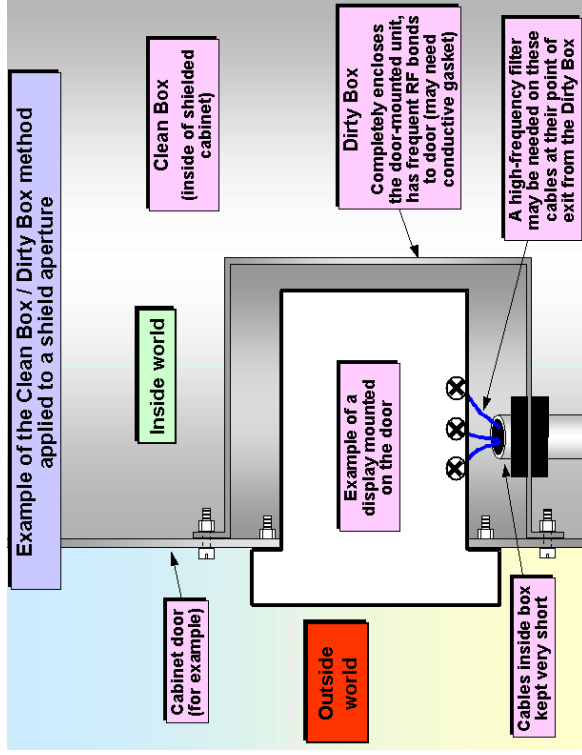 Example of the Clean Box / Dirty Box method
applied to a shield aperture
Cabinet door
(for example)
Inside world
Clean Box
(inside of shielded
cabinet)
Outside
world
Example of a
display mounted
on the door
Dirty Box
Completely encloses
the door-mounted unit,
has frequent RF bonds
to door (may need
conductive gasket)
Cables inside box
kept very short
A high-frequency filter
may be needed on these
cables at their point of
exit from the Dirty Box